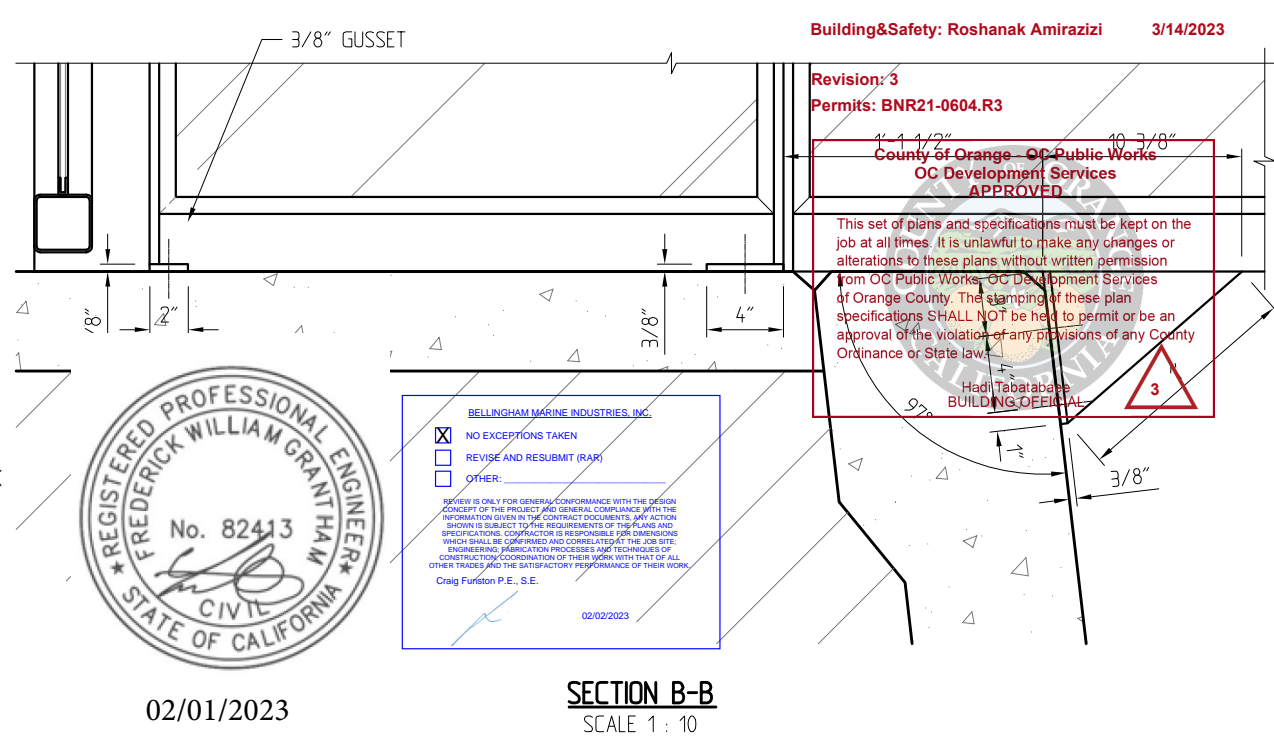 3/8" GUSSET
Building&Safety: Roshanak Amirazizi 3/14/2023
Revision: 3
Permits: BNR21-0604.R3
1'-1 1/2" 10 3/8"
County of Orange - OC Public Works
OC Development Services
APPROVED
This set of plans and specifications must be kept on the
job at all times. It is unlawful to make any changes or
alterations to these plans without written permission
from OC Public Works, OC Development Services
of Orange County. The stamping of these plan
specifications SHALL NOT be held to permit or be an
approval of the violation of any provisions of any County
Ordinance or State law.
Hadi Tabatabaee
BUILDING OFFICIAL
3
COUNTY OF ORANGE
CALIFORNIA
/8"
2"
3/8"
4"
1"
3/8"
REGISTERED PROFESSIONAL ENGINEER
FREDERICK WILLIAM GRANTHAM
No. 82413
CIVIL
STATE OF CALIFORNIA
02/01/2023
BELLINGHAM MARINE INDUSTRIES, INC.
X NO EXCEPTIONS TAKEN
REVISE AND RESUBMIT (RAR)
OTHER:
REVIEW IS ONLY FOR GENERAL CONFORMANCE WITH THE DESIGN
CONCEPT OF THE PROJECT AND GENERAL COMPLIANCE WITH THE
INFORMATION GIVEN IN THE CONTRACT DOCUMENTS. ANY ACTION
SHOWN IS SUBJECT TO THE REQUIREMENTS OF THE PLANS AND
SPECIFICATIONS. CONTRACTOR IS RESPONSIBLE FOR DIMENSIONS
WHICH SHALL BE CONFIRMED AND CORRELATED AT THE JOB SITE;
ENGINEERING; FABRICATION PROCESSES AND TECHNIQUES OF
CONSTRUCTION; COORDINATION OF THEIR WORK WITH THAT OF ALL
OTHER TRADES AND THE SATISFACTORY PERFORMANCE OF THEIR WORK.
Craig Funston P.E., S.E.
02/02/2023
SECTION B-B
SCALE 1 : 10